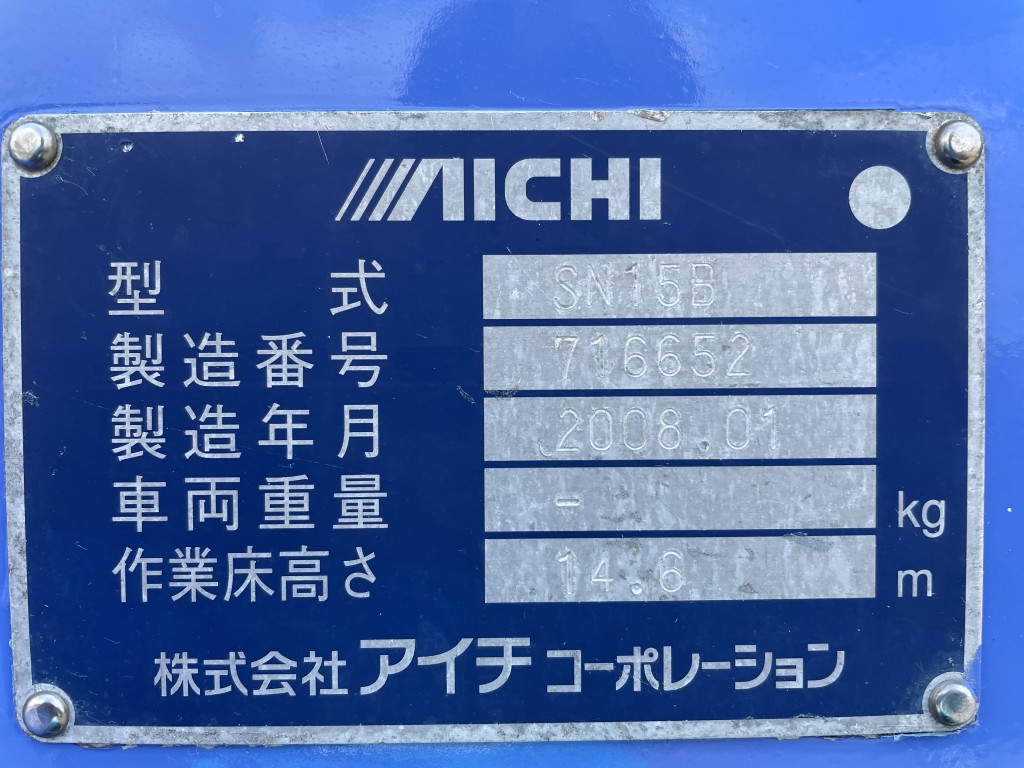 AICHI
型式 SN15B
製造番号 716652
製造年月 2008.01
車両重量 - kg
作業床高さ 14.6 m
株式会社アイチコーポレーション